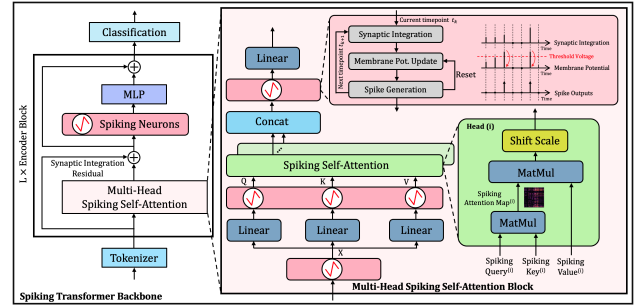 Classification
MLP
Spiking Neurons
L × Encoder Block
Synaptic Integration
Residual
Multi-Head
Spiking Self-Attention
Tokenizer
Spiking Transformer Backbone
Linear
Concat
Spiking Self-Attention
Q
K
V
Linear
Linear
Linear
X
Multi-Head Spiking Self-Attention Block
Current timepoint tₖ
Next timepoint tₖ₊₁
Synaptic Integration
Membrane Pot. Update
Spike Generation
Reset
Time
Synaptic Integration
Threshold Voltage
Membrane Potential
Time
Spike Outputs
Time
Head (i)
Shift Scale
MatMul
Spiking
Attention Map⁽ⁱ⁾
MatMul
Spiking
Query⁽ⁱ⁾
Spiking
Key⁽ⁱ⁾
Spiking
Value⁽ⁱ⁾